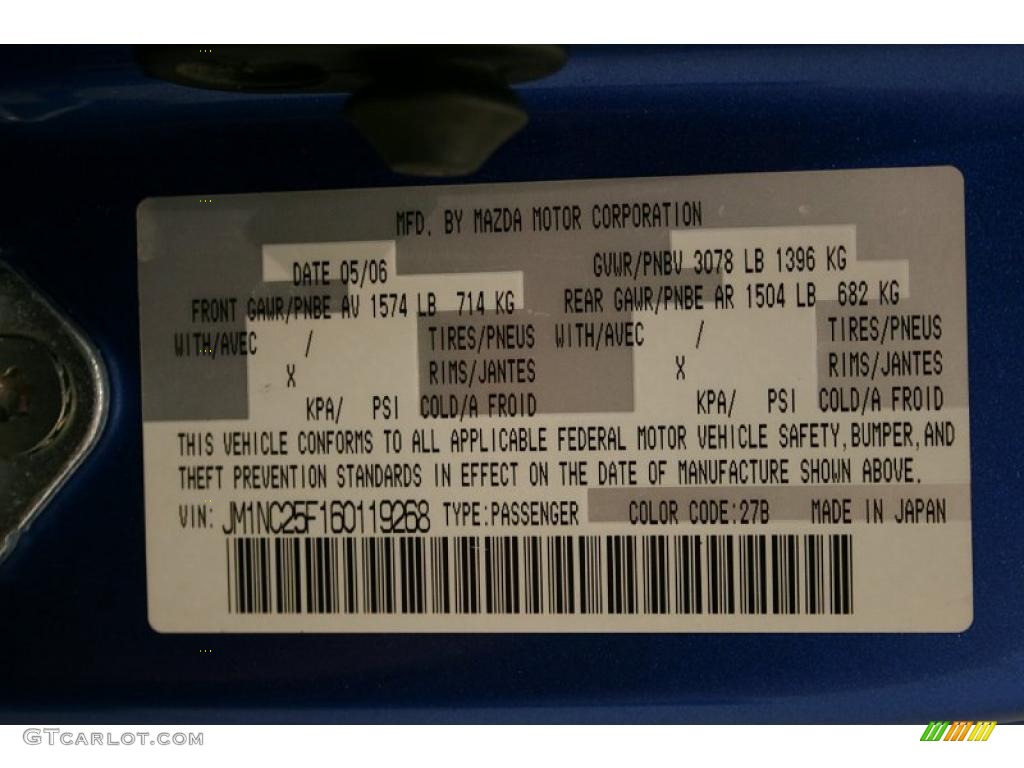 MFD. BY MAZDA MOTOR CORPORATION
DATE 05/06 GVWR/PNBV 3078 LB 1396 KG
FRONT GAWR/PNBE AV 1574 LB 714 KG REAR GAWR/PNBE AR 1504 LB 682 KG
WITH/AVEC / TIRES/PNEUS WITH/AVEC / TIRES/PNEUS
X RIMS/JANTES X RIMS/JANTES
KPA/ PSI COLD/A FROID KPA/ PSI COLD/A FROID
THIS VEHICLE CONFORMS TO ALL APPLICABLE FEDERAL MOTOR VEHICLE SAFETY, BUMPER, AND
THEFT PREVENTION STANDARDS IN EFFECT ON THE DATE OF MANUFACTURE SHOWN ABOVE.
VIN: JM1NC25F160119268 TYPE:PASSENGER COLOR CODE:27B MADE IN JAPAN
GTcarlot.com